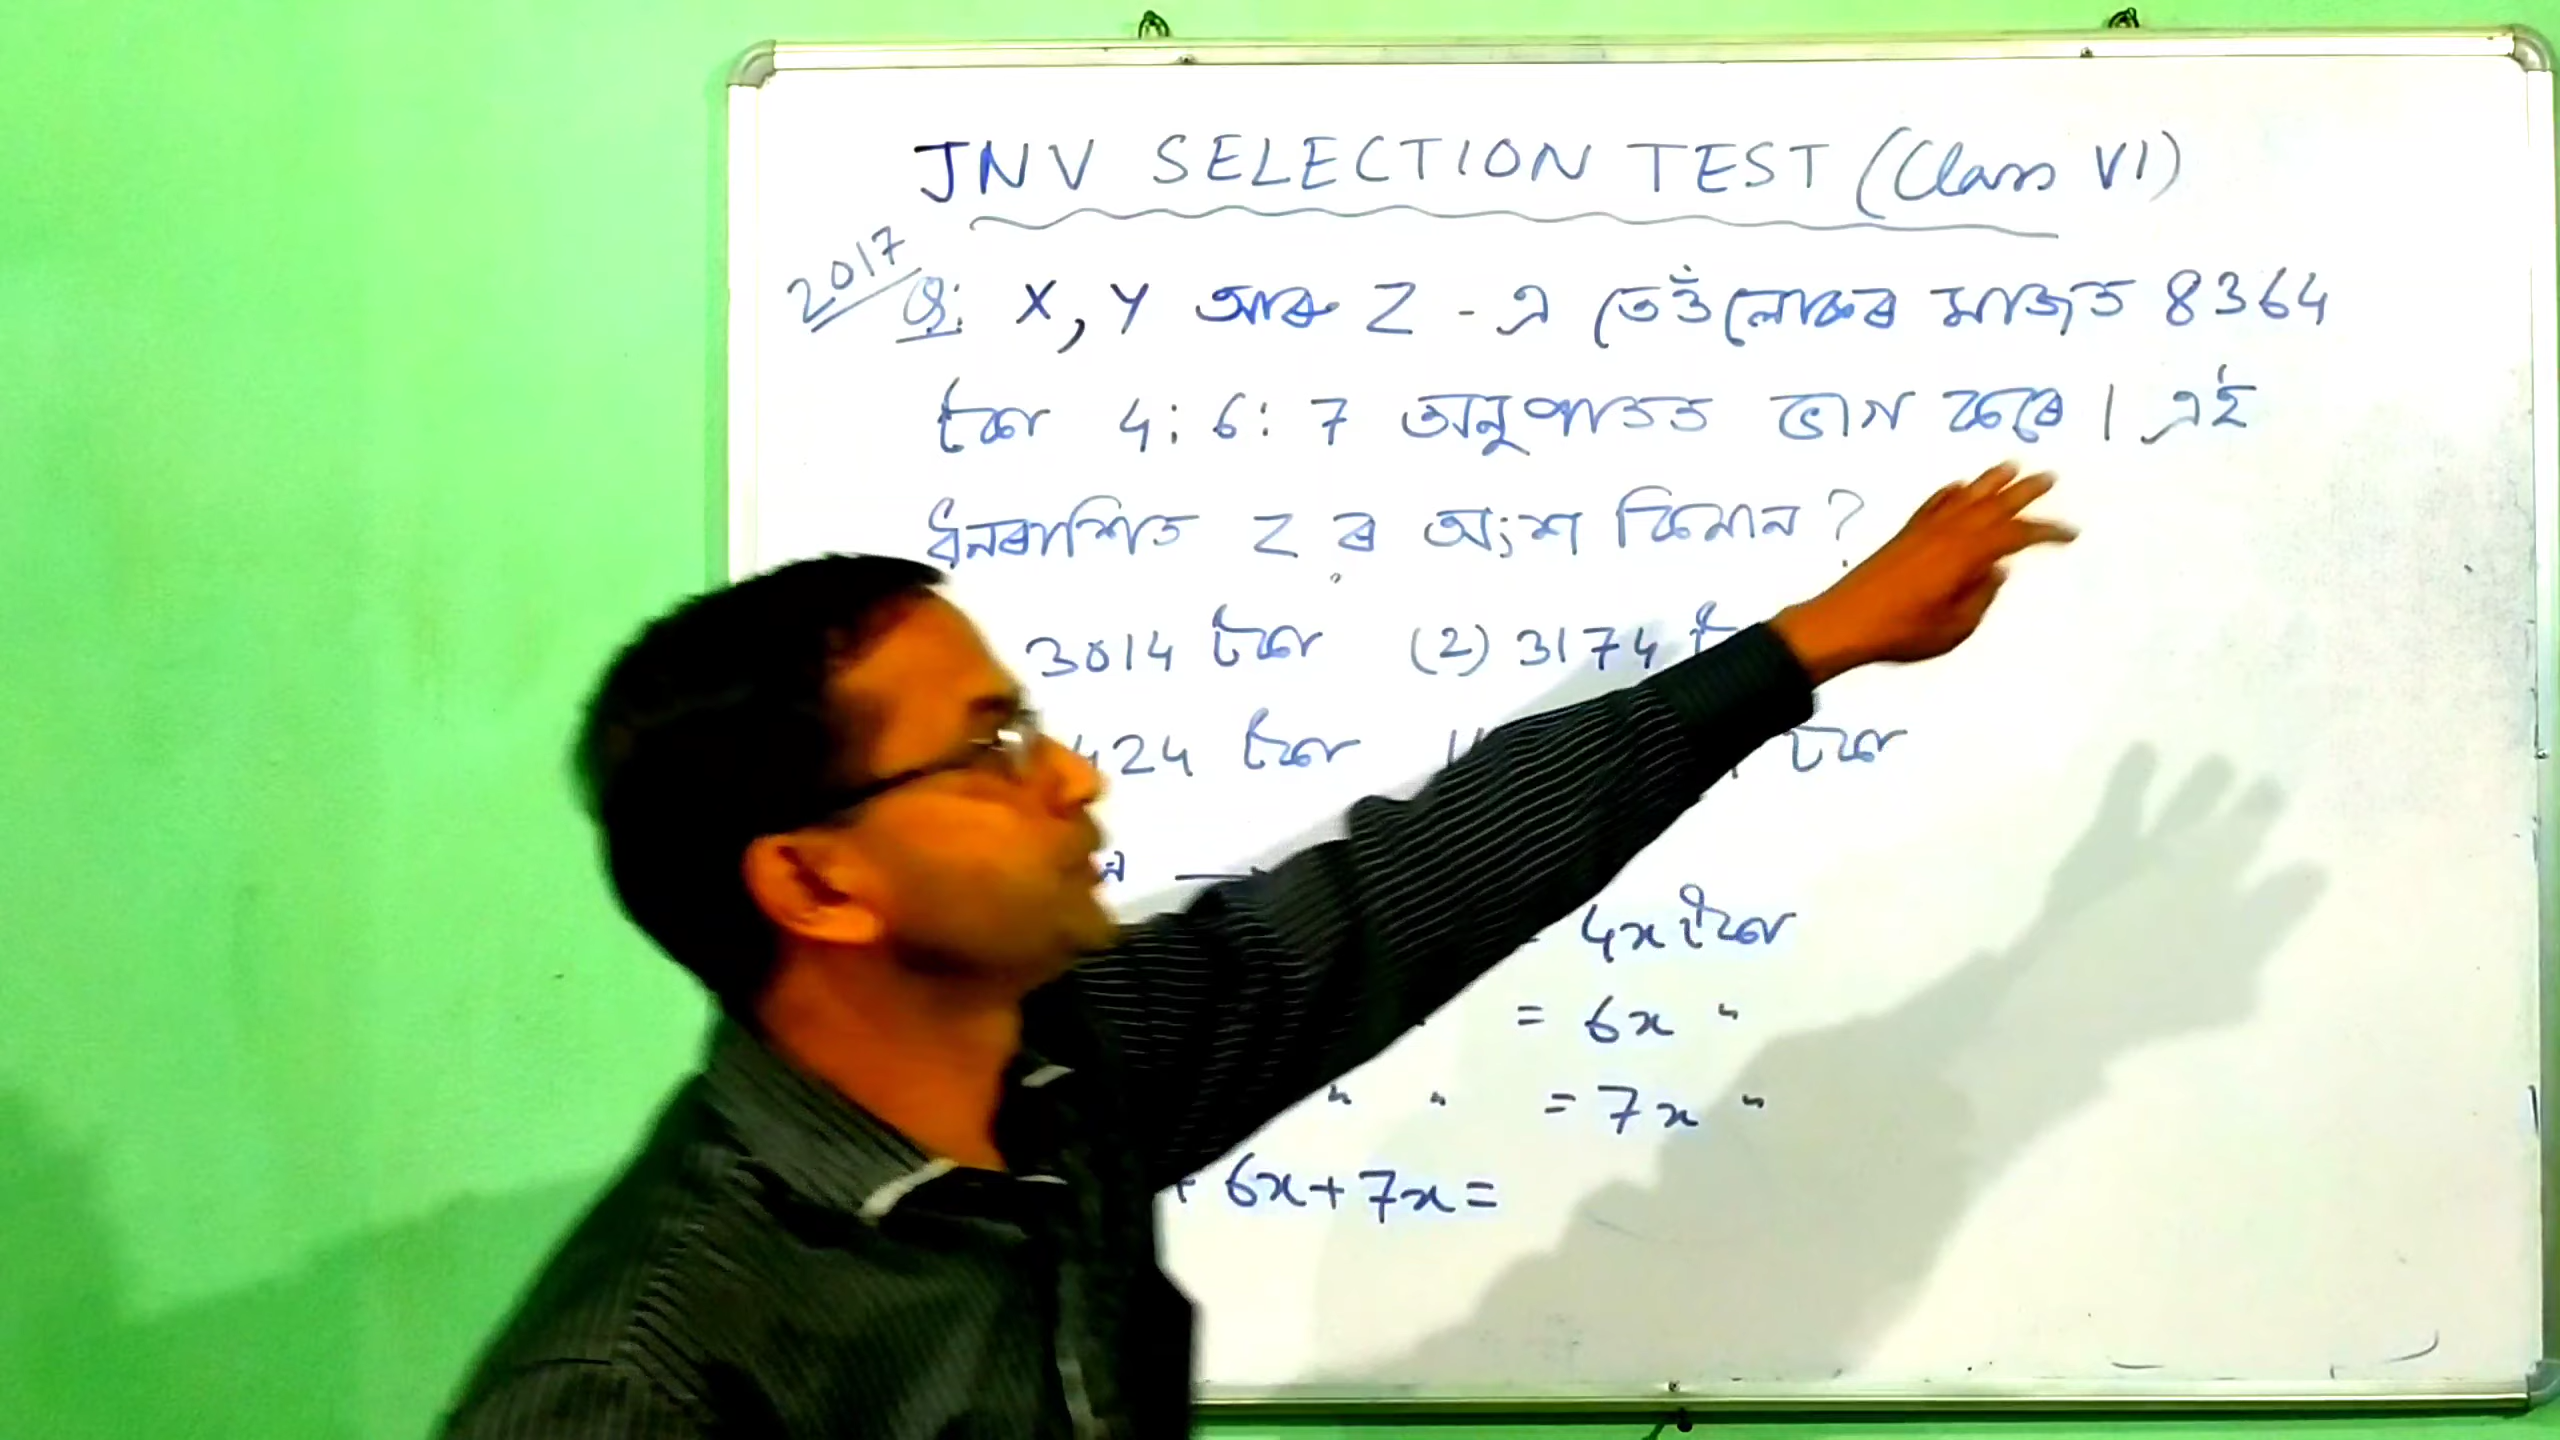 JNV SELECTION TEST (Class VI)
2017
Q: X, Y আৰু Z - এ তেওঁলোকৰ মাজত 8364
টকা 4 : 6 : 7 অনুপাতত ভাগ কৰে । এই
ধনৰাশিত Z ৰ অংশ কিমান ?
3014 টকা (2) 3174
424 টকা টকা
4x টকা
= 6x "
" " = 7x "
+ 6x + 7x =